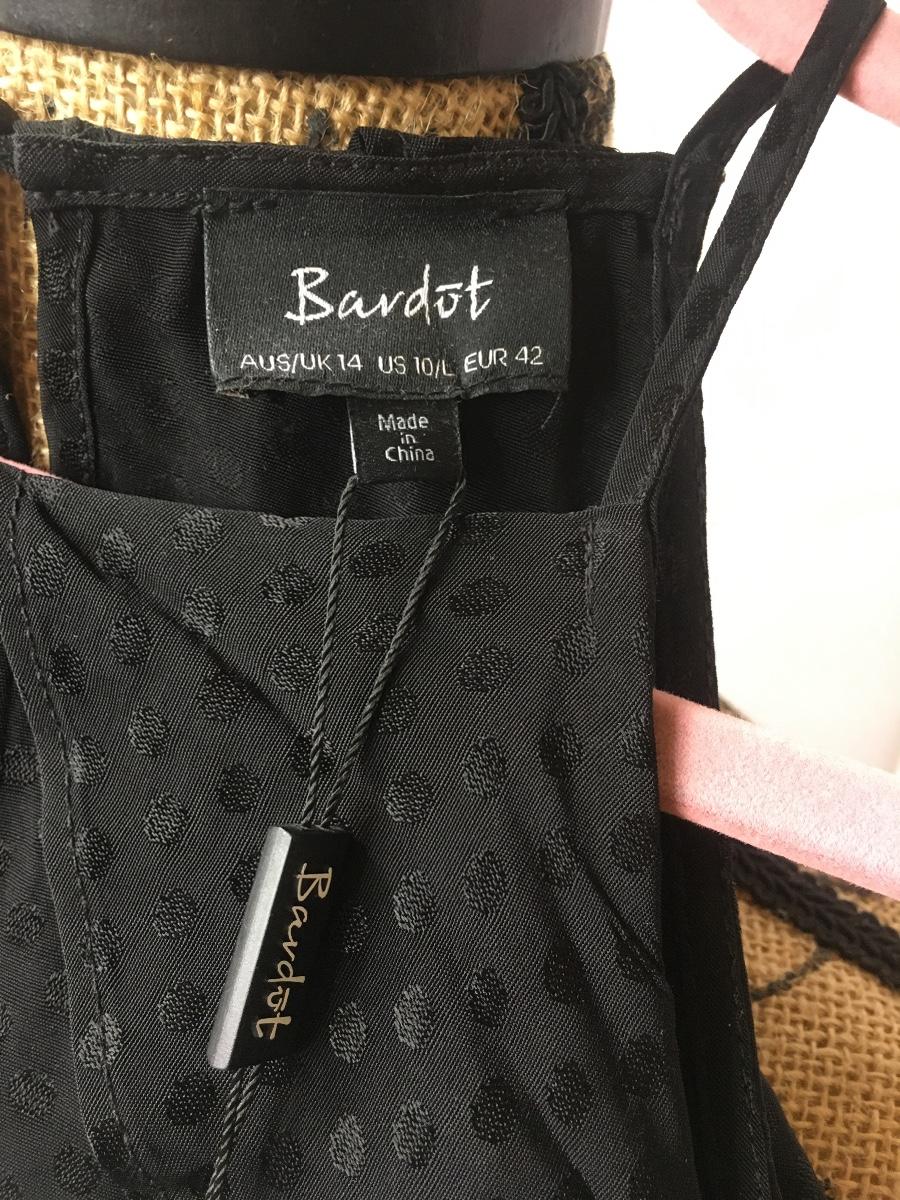 Bardōt
AUS/UK 14 US 10/L EUR 42
Made
in
China
Bardōt